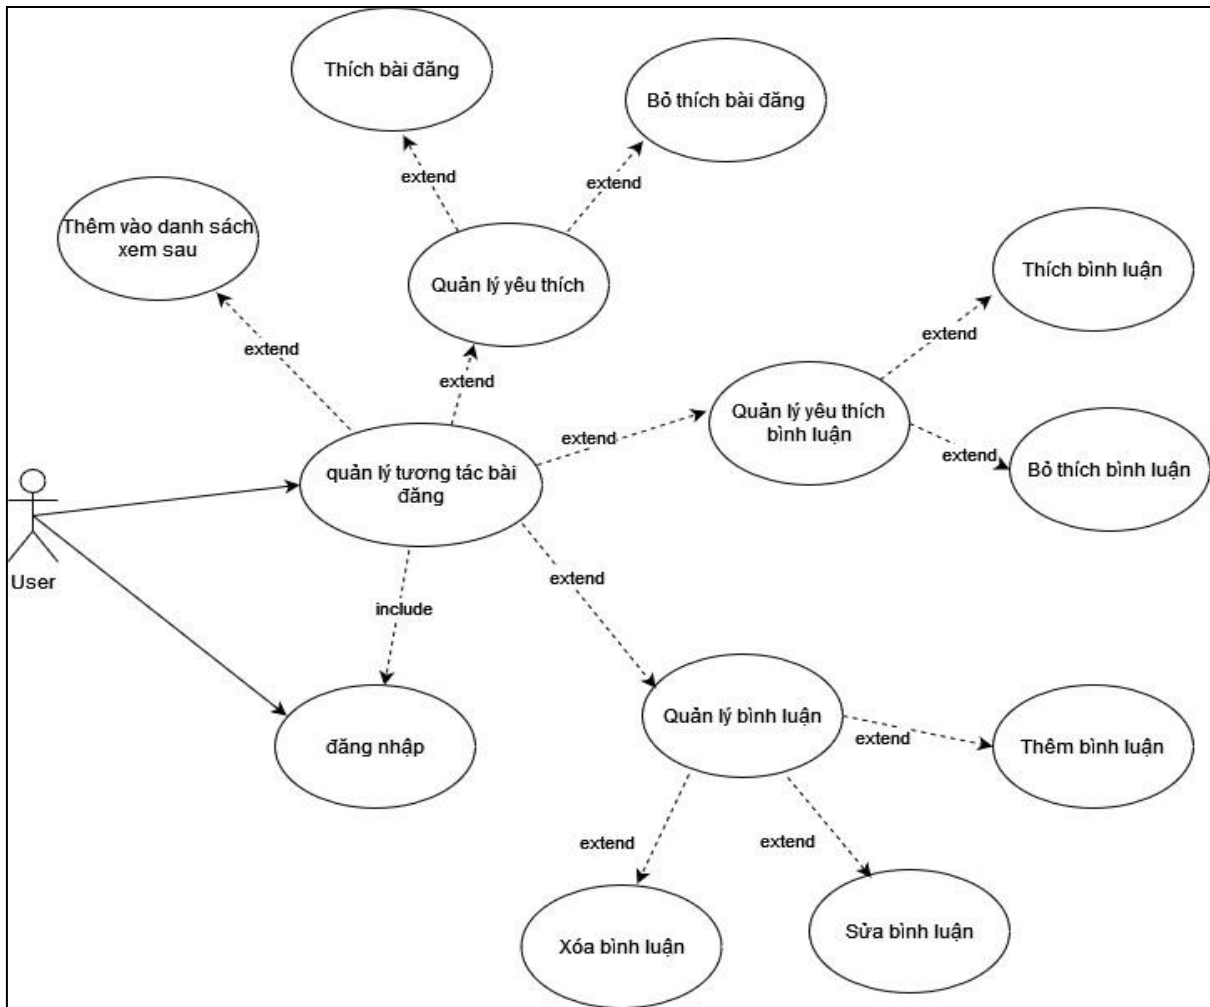 Thích bài đăng
Bỏ thích bài đăng
extend
extend
Thêm vào danh sách
xem sau
Quản lý yêu thích
Thích bình luận
extend
extend
extend
extend
Quản lý yêu thích
bình luận
extend
Bỏ thích bình luận
extend
quản lý tương tác bài
đăng
User
extend
include
Quản lý bình luận
extend
Thêm bình luận
đăng nhập
extend
extend
Xóa bình luận
Sửa bình luận